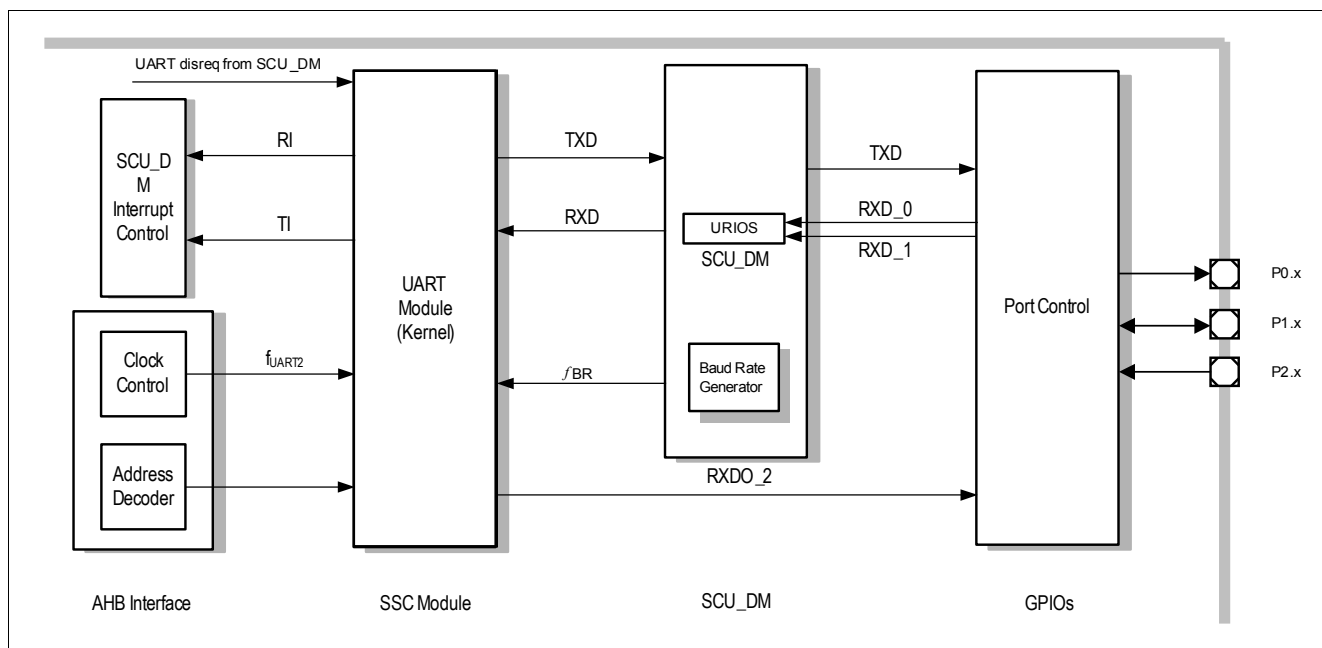 UART disreq from SCU_DM
SCU_D
M
Interrupt
Control
RI
TI
UART
Module
(Kernel)
TXD
RXD
URIOS
SCU_DM
TXD
RXD_0
RXD_1
Port Control
P0.x
P1.x
P2.x
Clock
Control
fUART2
fBR
Baud Rate
Generator
Address
Decoder
RXDO_2
AHB Interface
SSC Module
SCU_DM
GPIOs